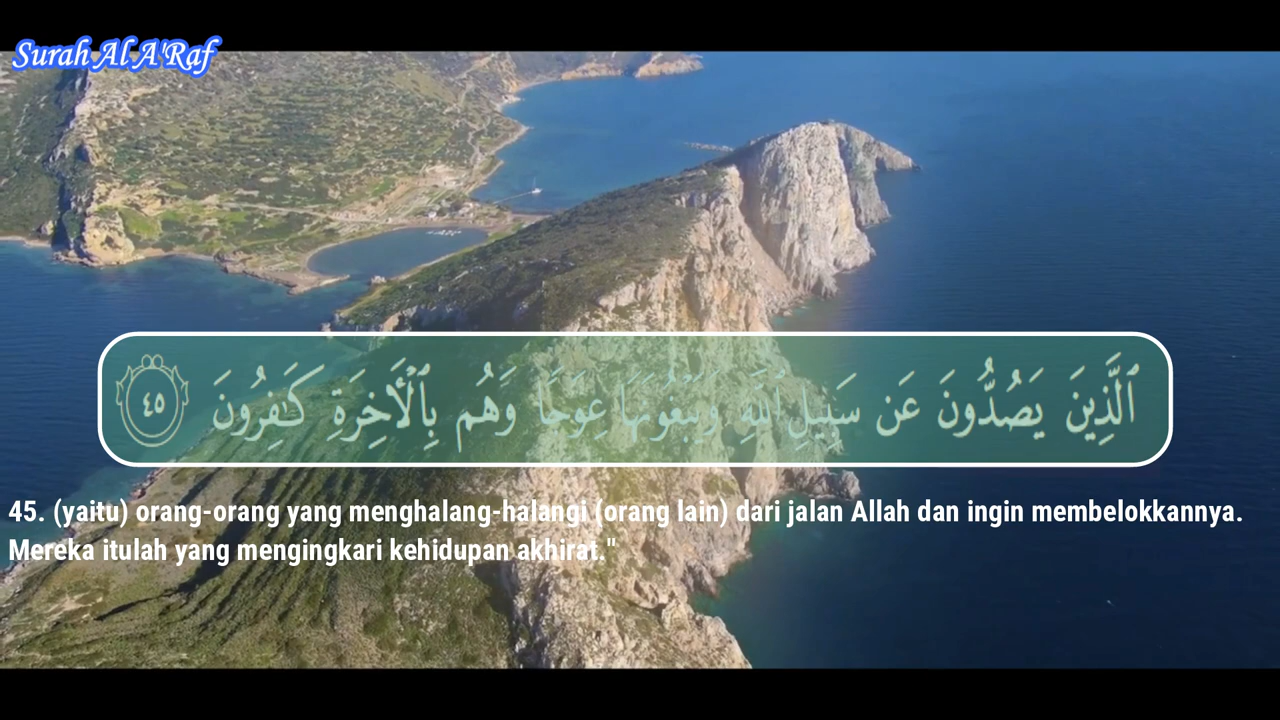 Surah Al A'Raf
ٱلَّذِينَ يَصُدُّونَ عَن سَبِيلِ ٱللَّهِ وَيَبْغُونَهَا عِوَجًا وَهُم بِٱلْأَخِرَةِ كَـٰفِرُونَ ٤٥
45. (yaitu) orang-orang yang menghalang-halangi (orang lain) dari jalan Allah dan ingin membelokkannya.
Mereka itulah yang mengingkari kehidupan akhirat."